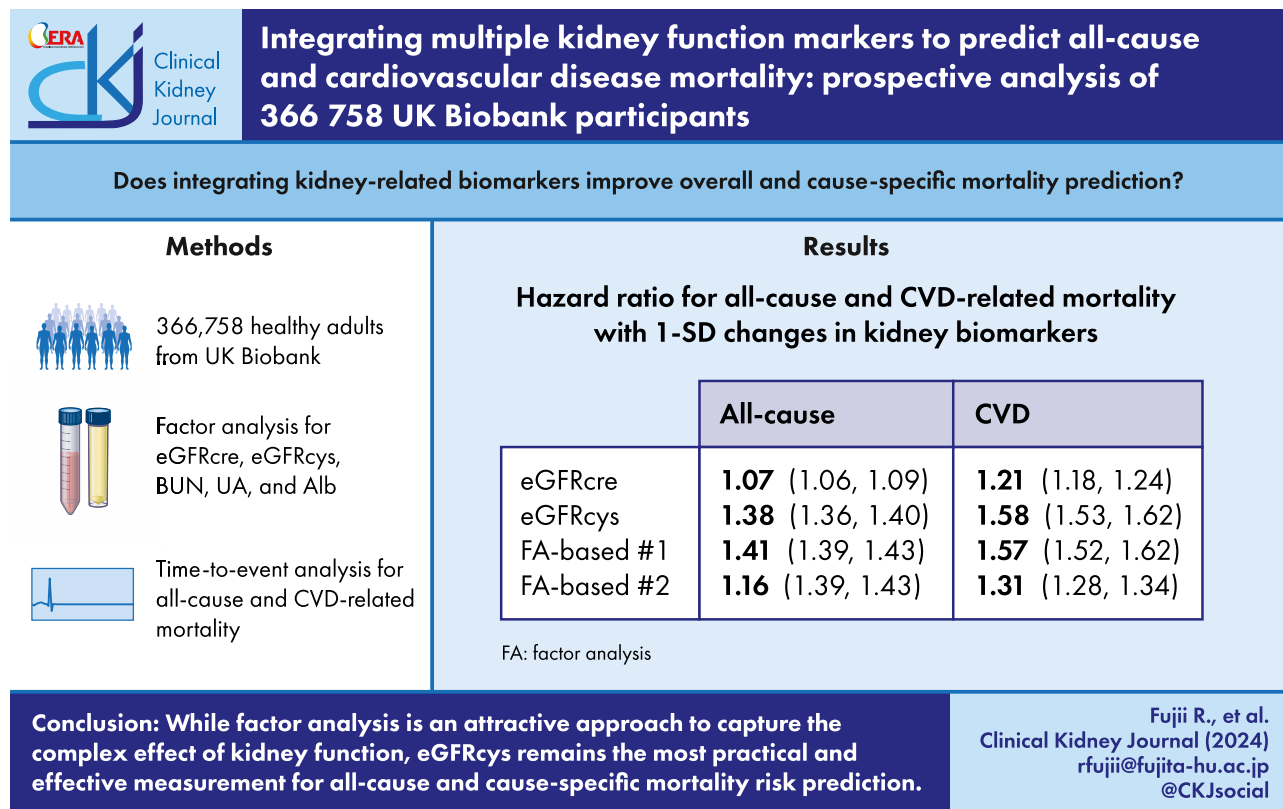 ERA
ckj
Clinical
Kidney
Journal
Integrating multiple kidney function markers to predict all-cause
and cardiovascular disease mortality: prospective analysis of
366 758 UK Biobank participants
Does integrating kidney-related biomarkers improve overall and cause-specific mortality prediction?
Methods
366,758 healthy adults
from UK Biobank
Factor analysis for
eGFRcre, eGFRcys,
BUN, UA, and Alb
Time-to-event analysis for
all-cause and CVD-related
mortality
Results
Hazard ratio for all-cause and CVD-related mortality
with 1-SD changes in kidney biomarkers
All-cause CVD
eGFRcre 1.07 (1.06, 1.09) 1.21 (1.18, 1.24)
eGFRcys 1.38 (1.36, 1.40) 1.58 (1.53, 1.62)
FA-based #1 1.41 (1.39, 1.43) 1.57 (1.52, 1.62)
FA-based #2 1.16 (1.39, 1.43) 1.31 (1.28, 1.34)
FA: factor analysis
Conclusion: While factor analysis is an attractive approach to capture the
complex effect of kidney function, eGFRcys remains the most practical and
effective measurement for all-cause and cause-specific mortality risk prediction.
Fujii R., et al.
Clinical Kidney Journal (2024)
rfujii@fujita-hu.ac.jp
@CKJsocial